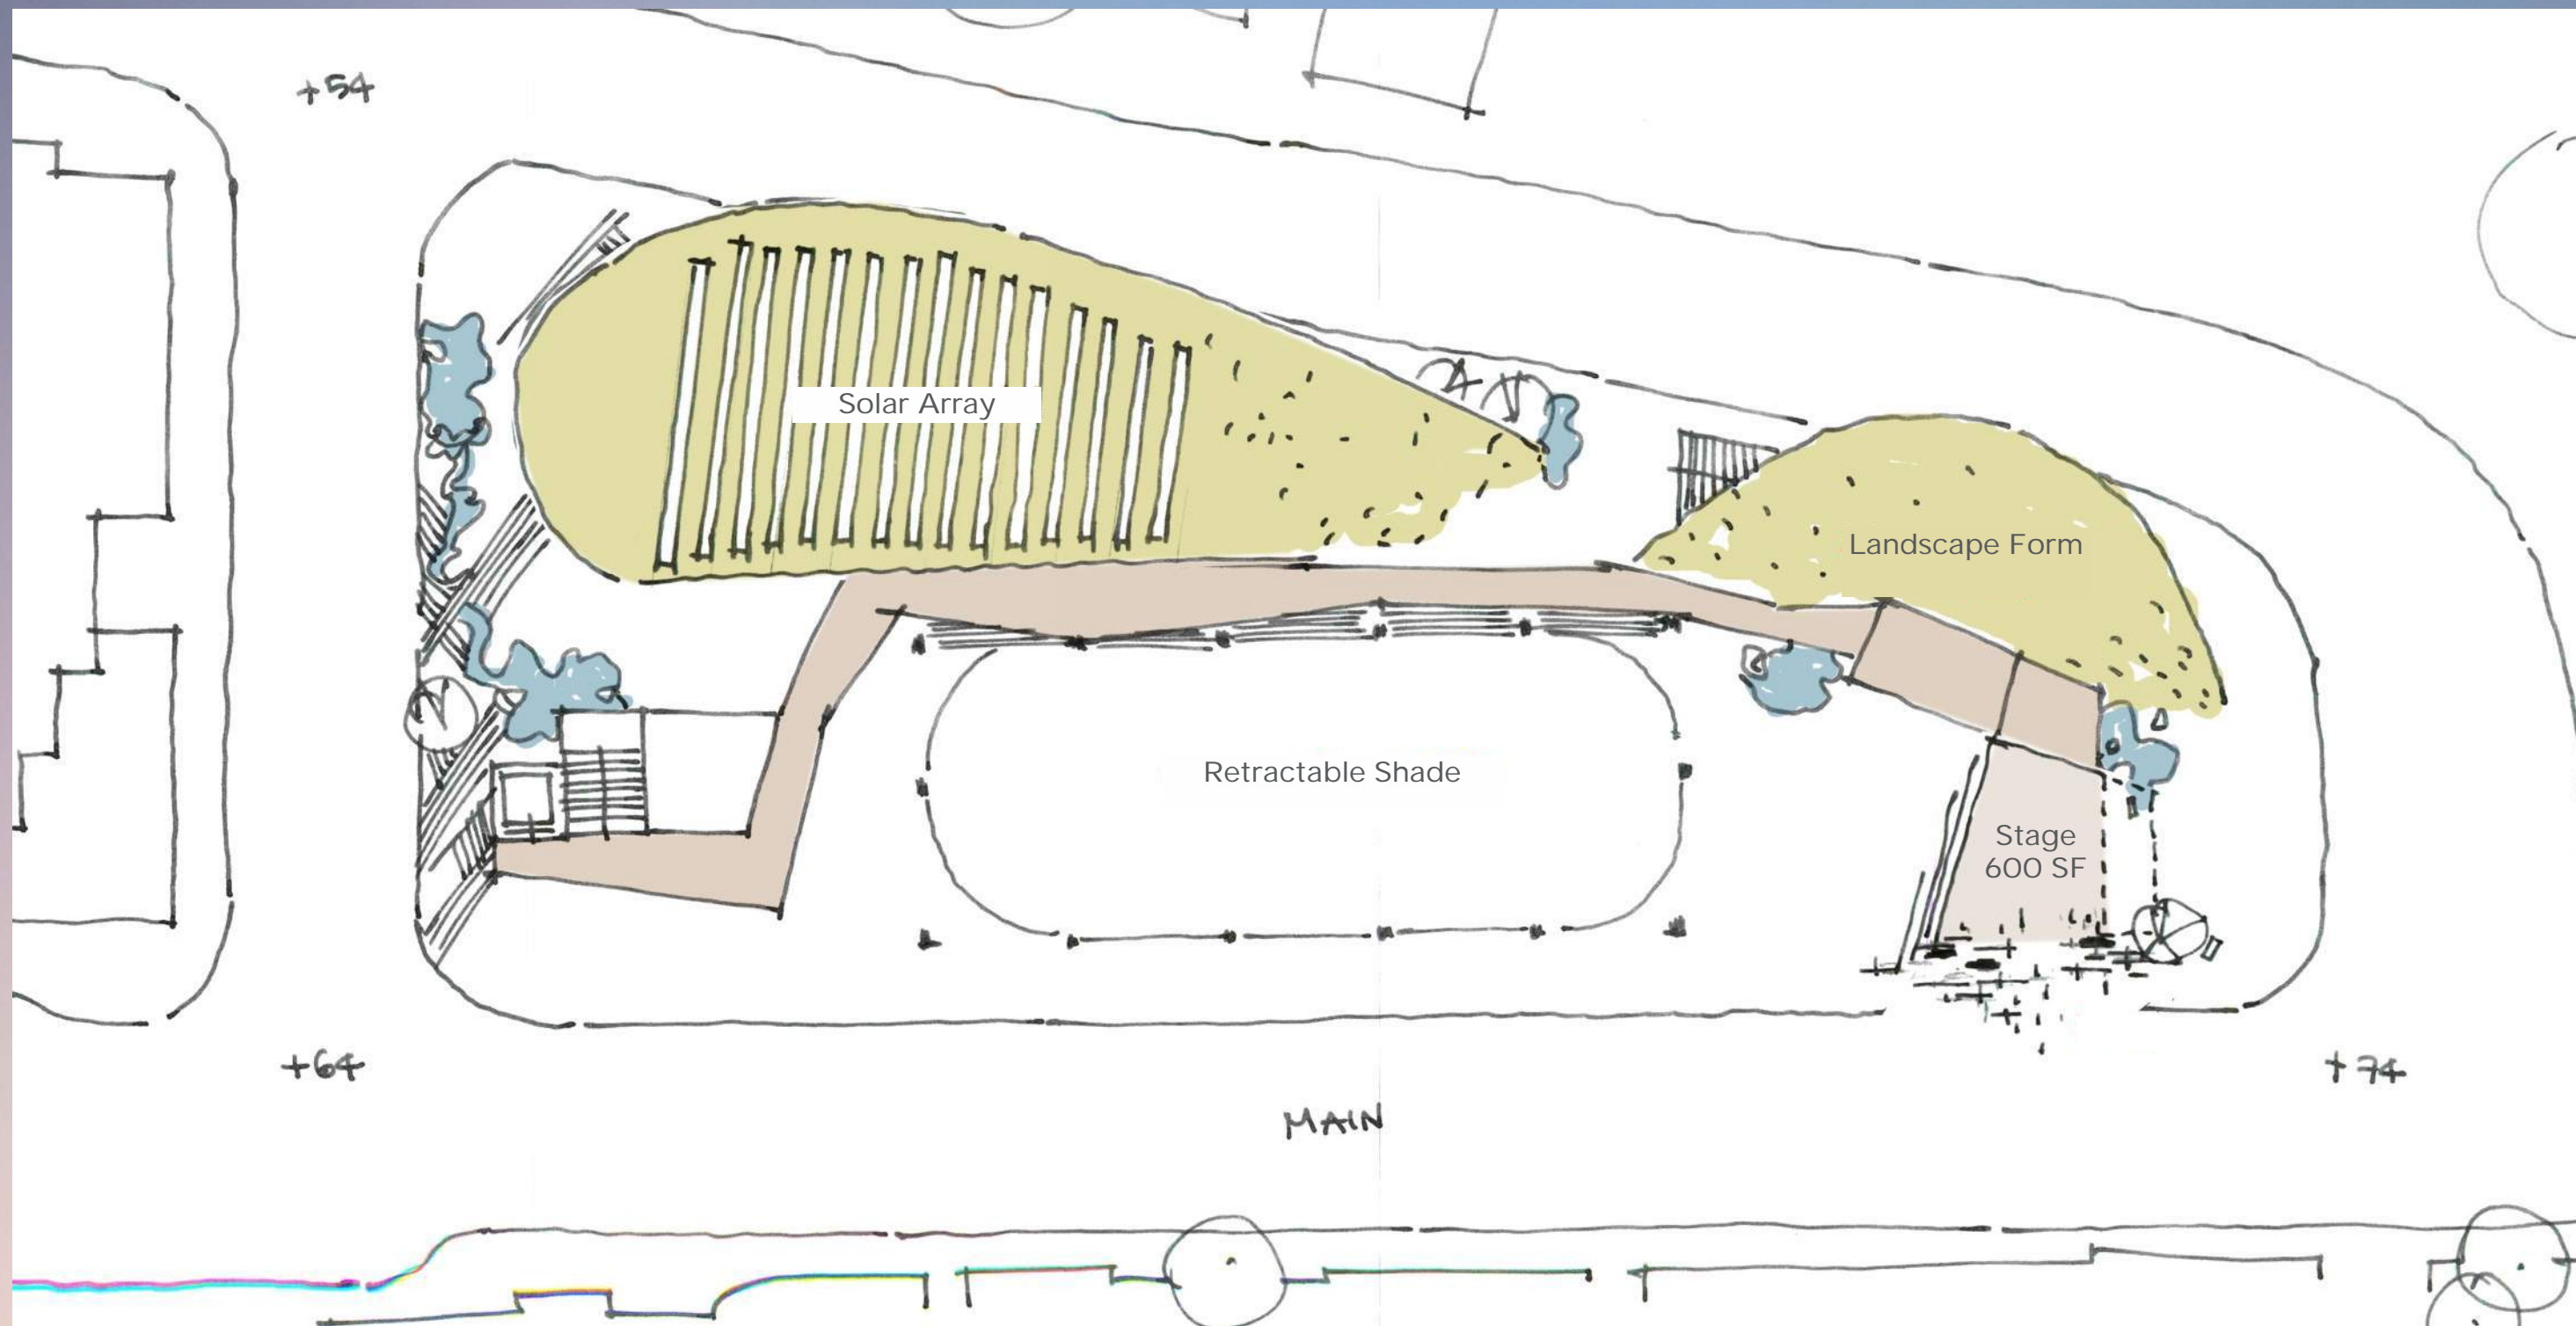 +54
Solar Array
Landscape Form
Retractable Shade
Stage
600 SF
+64
+74
MAIN